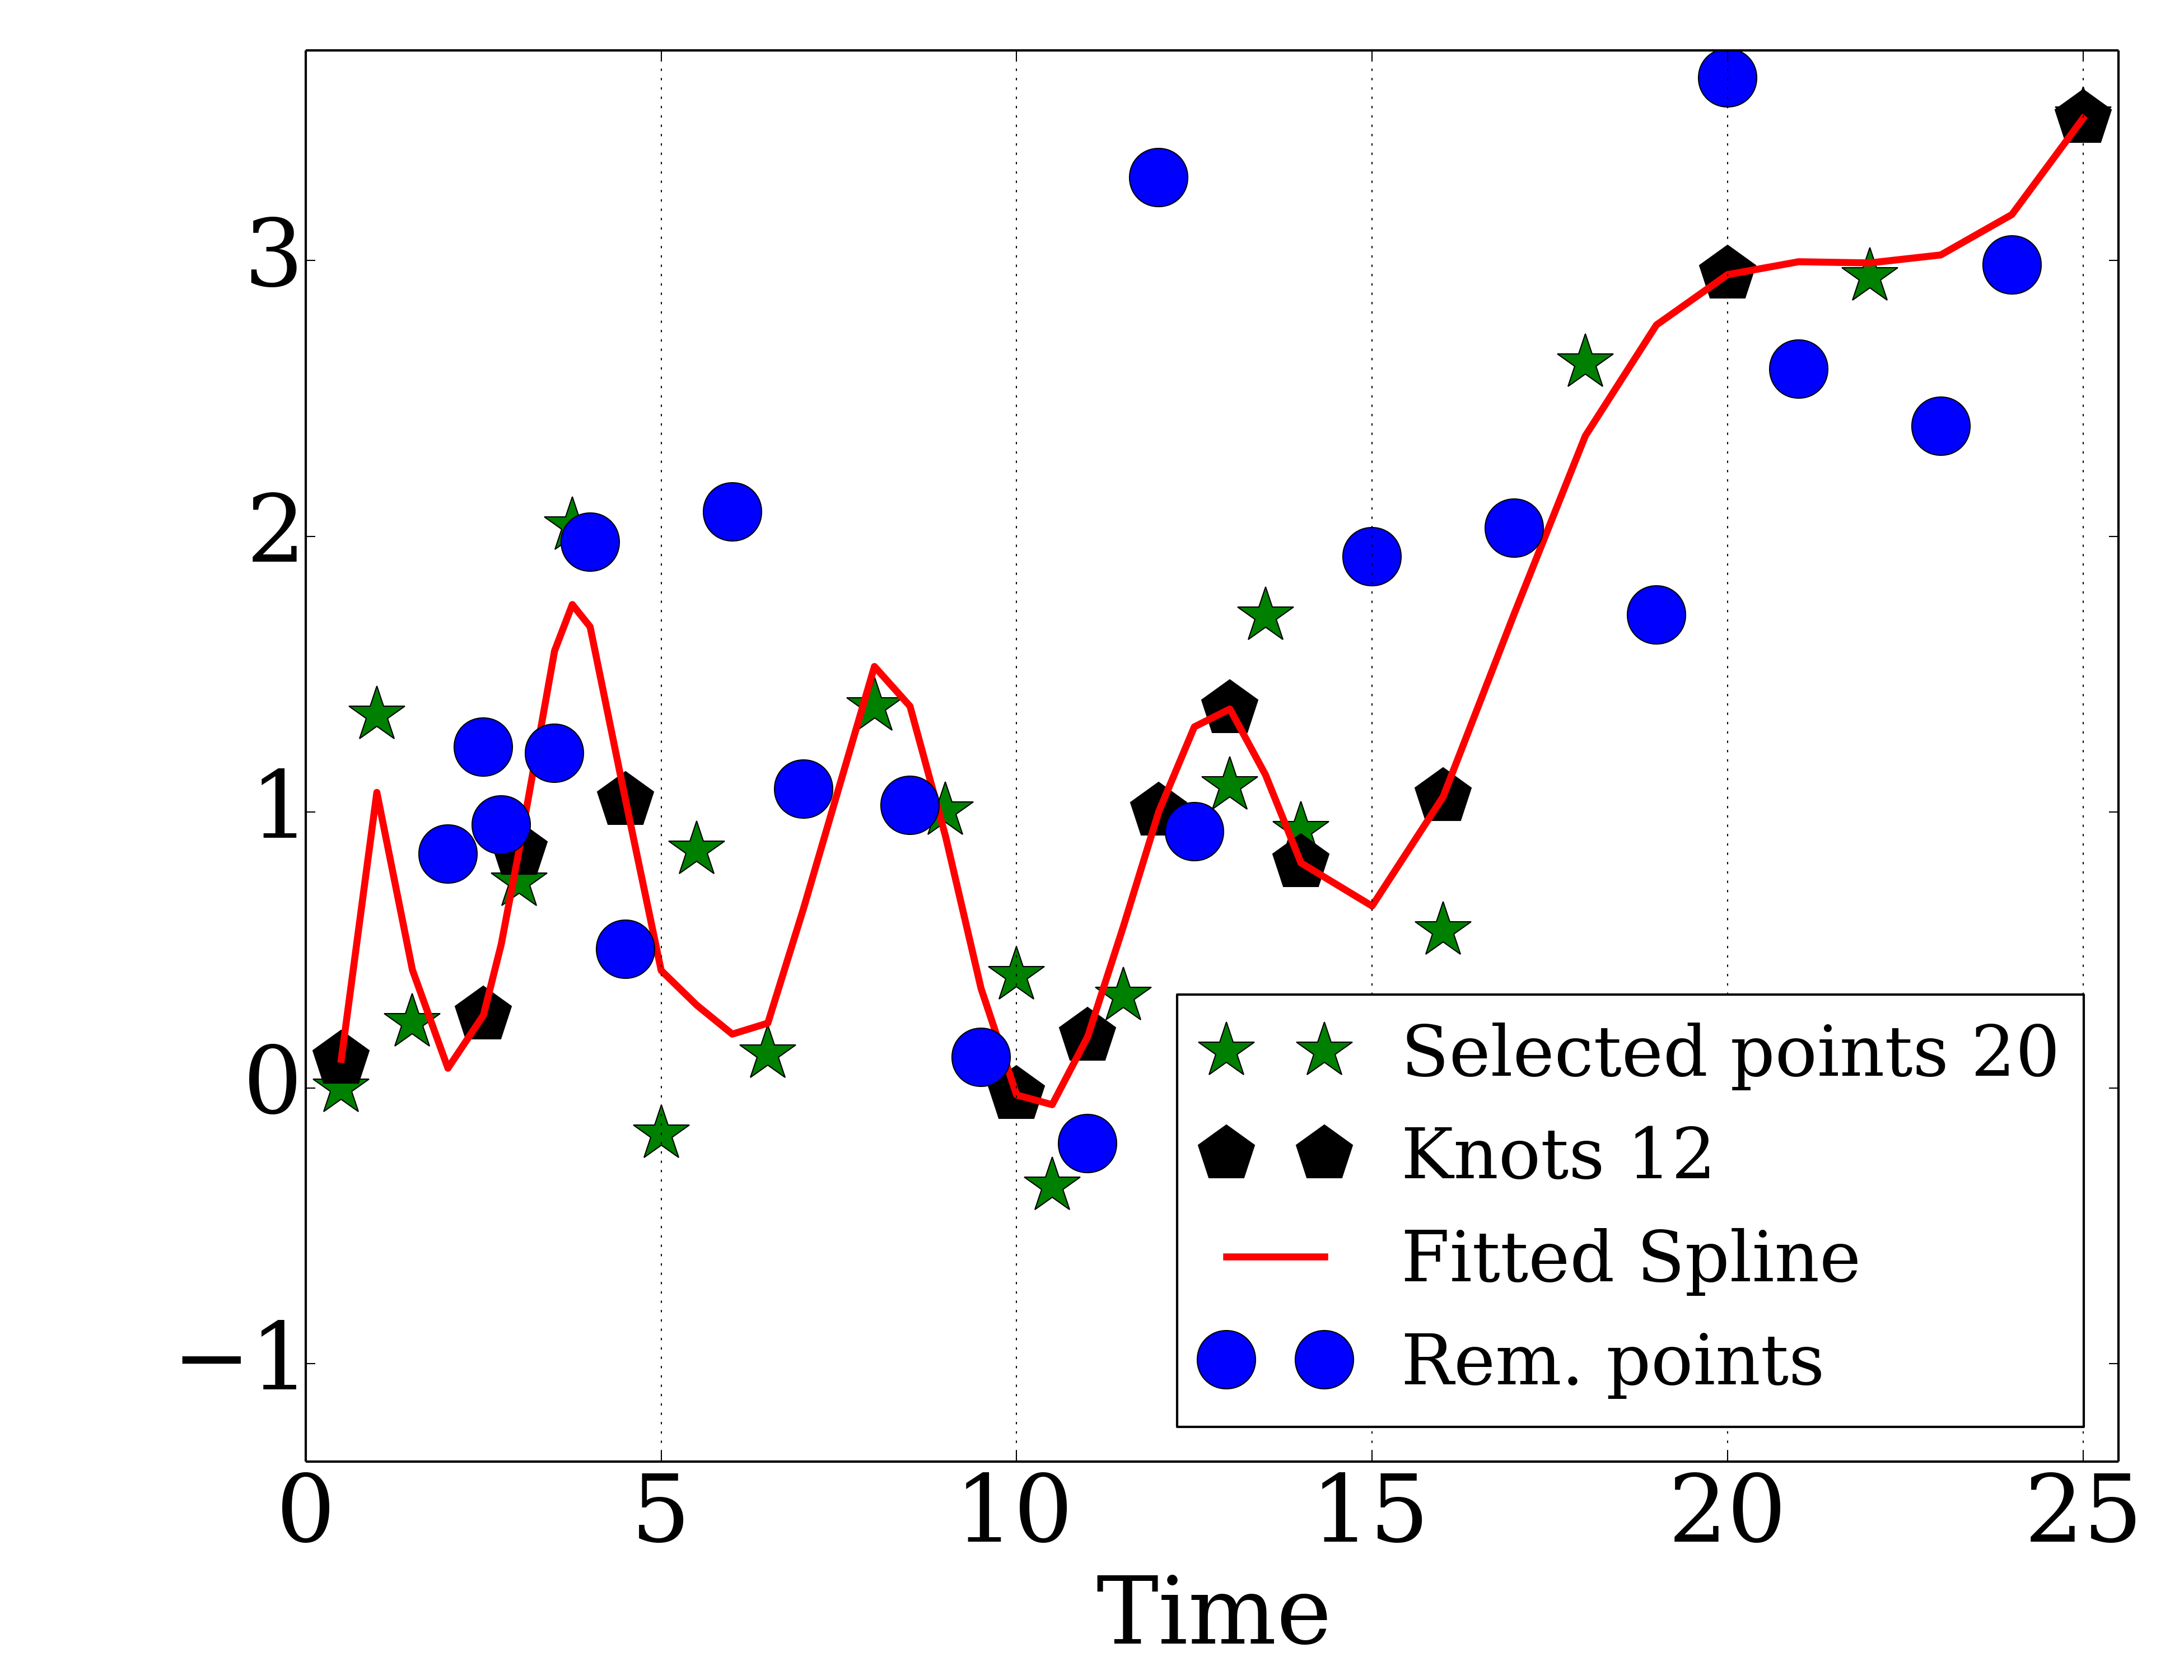 3
2
1
0
−1
0 5 10 15 20 25
Time
Selected points 20
Knots 12
Fitted Spline
Rem. points